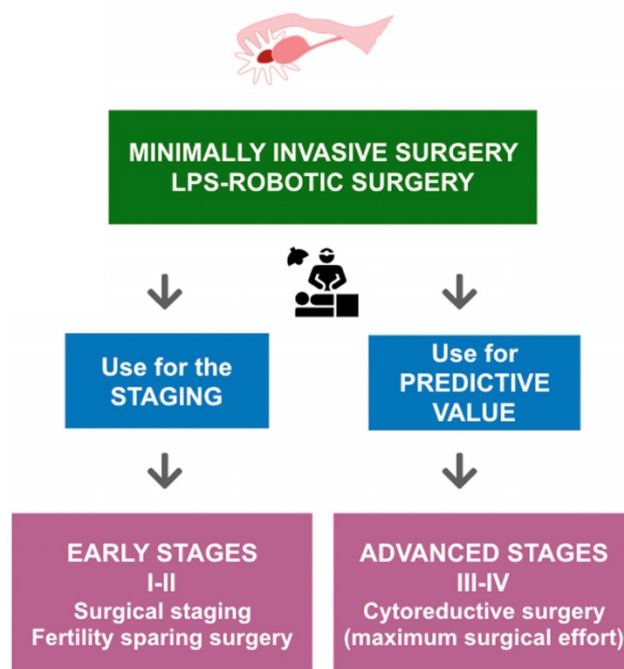 MINIMALLY INVASIVE SURGERY
LPS-ROBOTIC SURGERY
Use for the
STAGING
Use for
PREDICTIVE
VALUE
EARLY STAGES
I-II
Surgical staging
Fertility sparing surgery
ADVANCED STAGES
III-IV
Cytoreductive surgery
(maximum surgical effort)